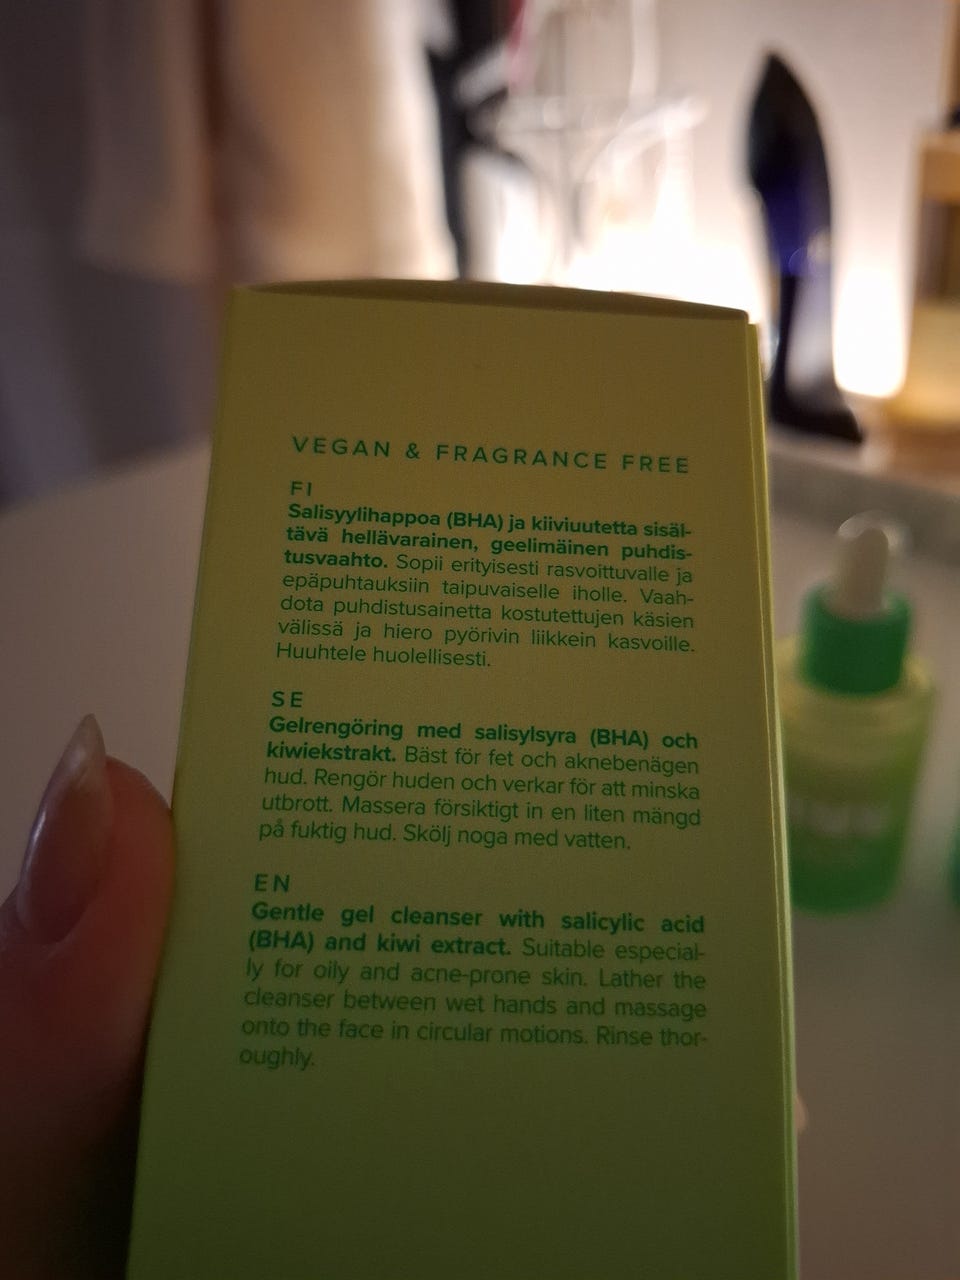 VEGAN & FRAGRANCE FREE
FI
Salisyylihappoa (BHA) ja kiiviuutetta sisäl-
tävä hellävarainen, geelimäinen puhdis-
tusvaahto. Sopii erityisesti rasvoittuvalle ja
epäpuhtauksiin taipuvaiselle iholle. Vaah-
dota puhdistusainetta kostutettujen käsien
välissä ja hiero pyörivin liikkein kasvoille.
Huuhtele huolellisesti.
SE
Gelrengöring med salisylsyra (BHA) och
kiwiekstrakt. Bäst för fet och aknebenägen
hud. Rengör huden och verkar för att minska
utbrott. Massera försiktigt in en liten mängd
på fuktig hud. Skölj noga med vatten.
EN
Gentle gel cleanser with salicylic acid
(BHA) and kiwi extract. Suitable especial-
ly for oily and acne-prone skin. Lather the
cleanser between wet hands and massage
onto the face in circular motions. Rinse thor-
oughly.